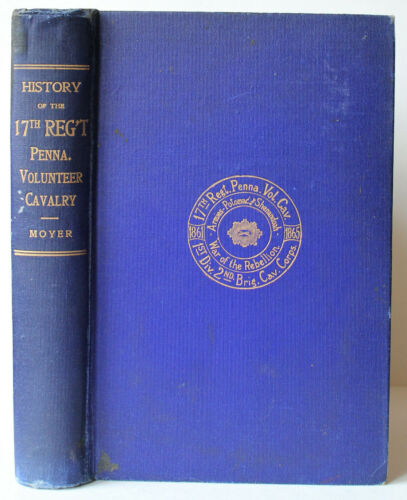 HISTORY
OF THE
17TH REG'T
PENNA.
VOLUNTEER
CAVALRY
MOYER
17TH Regt. Penna. Vol. Cav.
1861
1865
1ST Div. 2ND. Brig. Cav. Corps.
Armies Potomac & Shenandoah
War of the Rebellion.